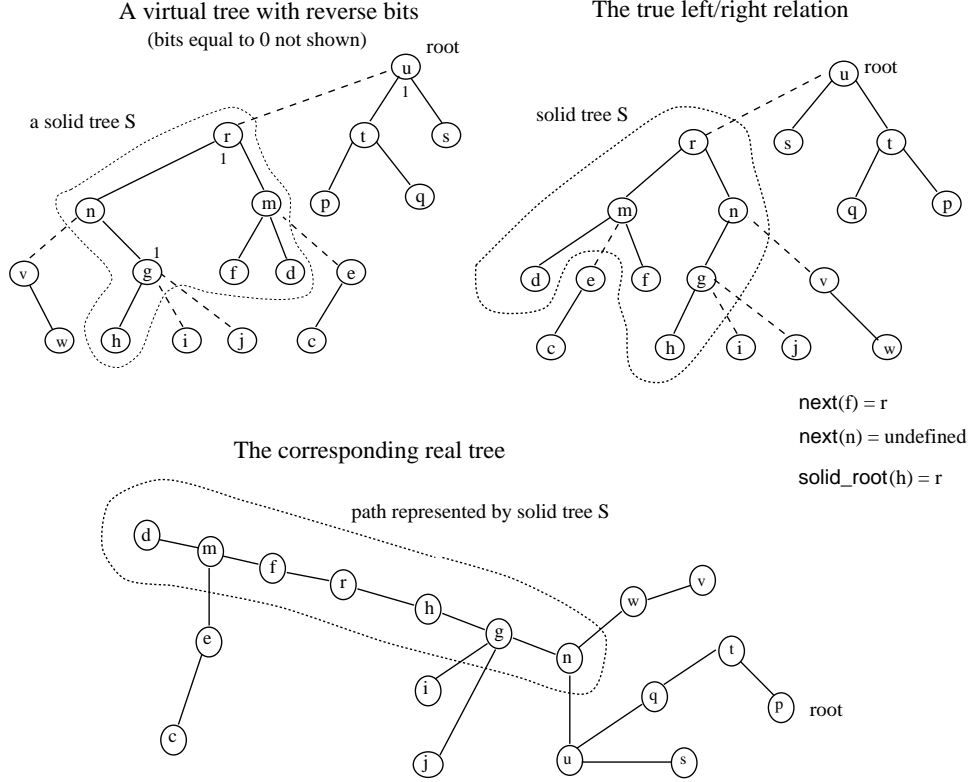 A virtual tree with reverse bits
(bits equal to 0 not shown)
root
u
1
a solid tree S
r
1
t
s
n
m
p
q
v
g
1
f
d
e
w
h
i
j
c
The true left/right relation
u
root
solid tree S
r
s
t
m
n
q
p
d
e
f
g
v
c
h
i
j
w
next(f) = r
next(n) = undefined
solid_root(h) = r
The corresponding real tree
path represented by solid tree S
d
m
f
r
h
g
n
w
v
e
i
t
q
p
root
c
j
u
s